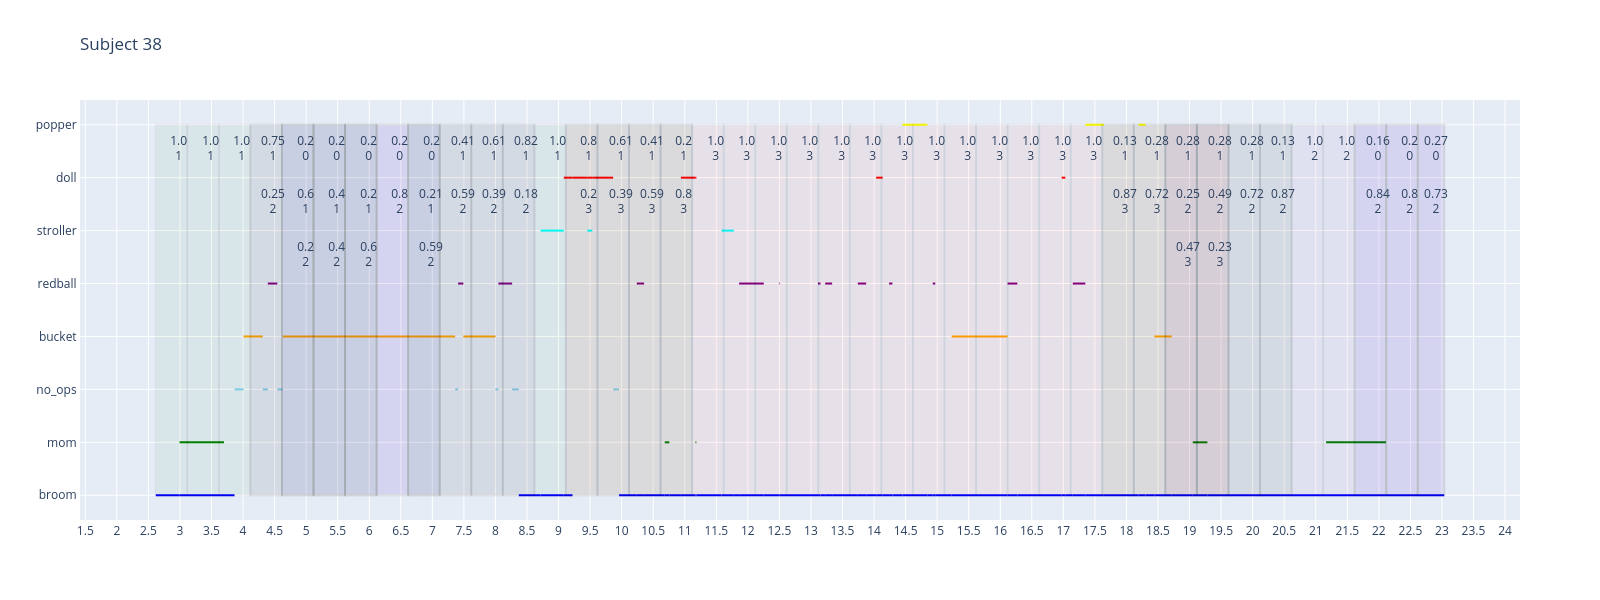 Subject 38
popper
1.0 1.0 1.0 0.75 0.2 0.2 0.2 0.2 0.2 0.41 0.61 0.82 1.0 0.8 0.61 0.41 0.2 1.0 1.0 1.0 1.0 1.0 1.0 1.0 1.0 1.0 1.0 1.0 1.0 1.0 0.13 0.28 0.28 0.28 0.28 0.13 1.0 1.0 0.16 0.2 0.27
1 1 1 1 0 0 0 0 0 1 1 1 1 1 1 1 1 3 3 3 3 3 3 3 3 3 3 3 3 3 1 1 1 1 1 1 2 2 0 0 0
doll
0.25 0.6 0.4 0.2 0.8 0.21 0.59 0.39 0.18 0.2 0.39 0.59 0.8 0.87 0.72 0.25 0.49 0.72 0.87 0.84 0.8 0.73
2 1 1 1 2 1 2 2 2 3 3 3 3 3 3 2 2 2 2 2 2 2
stroller
0.2 0.4 0.6 0.59 0.47 0.23
2 2 2 2 3 3
redball
bucket
no_ops
mom
broom
1.5 2 2.5 3 3.5 4 4.5 5 5.5 6 6.5 7 7.5 8 8.5 9 9.5 10 10.5 11 11.5 12 12.5 13 13.5 14 14.5 15 15.5 16 16.5 17 17.5 18 18.5 19 19.5 20 20.5 21 21.5 22 22.5 23 23.5 24